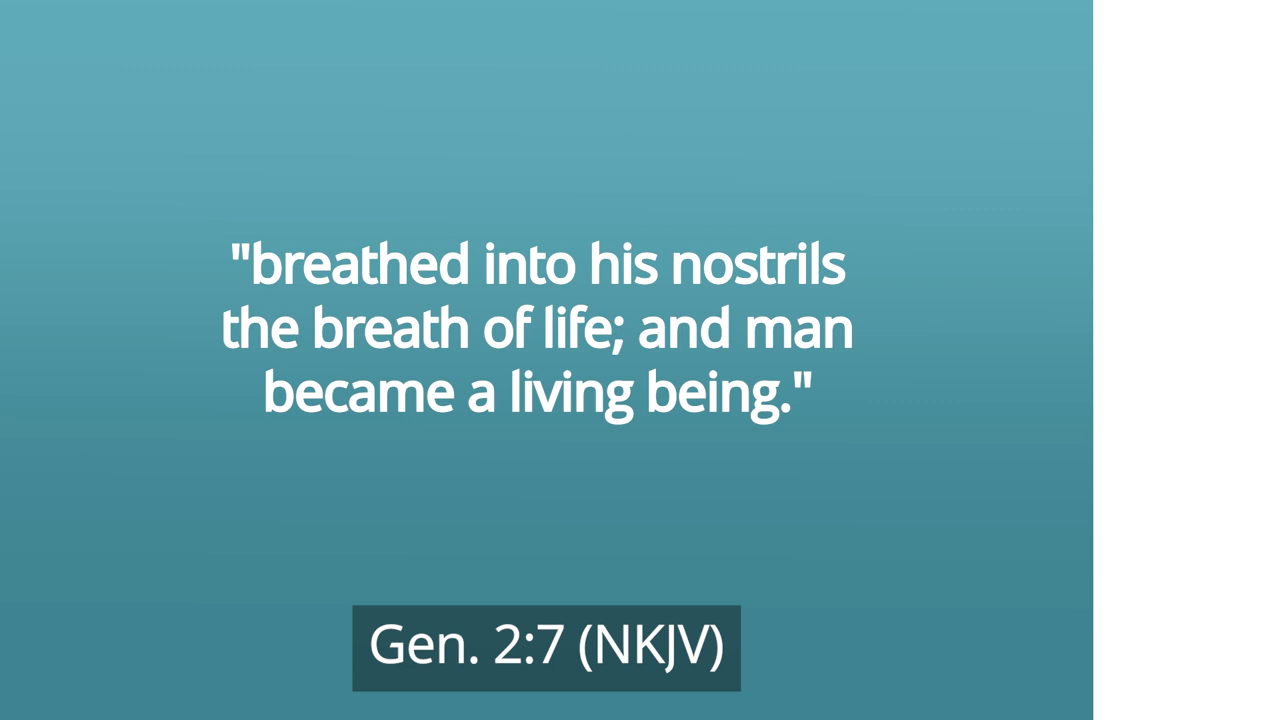 "breathed into his nostrils
the breath of life; and man
became a living being."
Gen. 2:7 (NKJV)